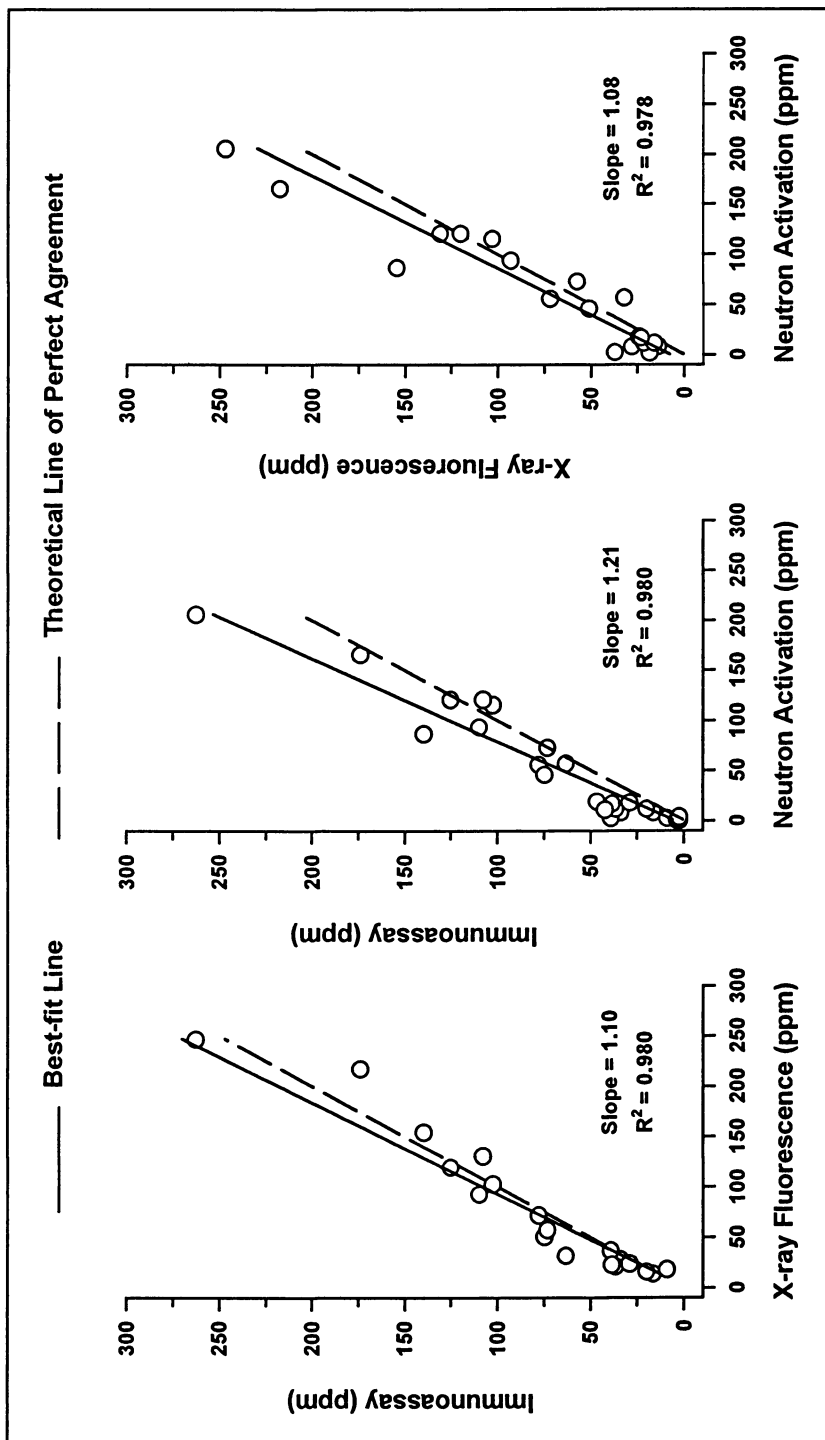 Best-fit Line
Theoretical Line of Perfect Agreement
Immunoassay (ppm)
300
250
200
150
100
50
0
Slope = 1.10
R² = 0.980
0 50 100 150 200 250 300
X-ray Fluorescence (ppm)
Immunoassay (ppm)
300
250
200
150
100
50
0
Slope = 1.21
R² = 0.980
0 50 100 150 200 250 300
Neutron Activation (ppm)
X-ray Fluorescence (ppm)
300
250
200
150
100
50
0
Slope = 1.08
R² = 0.978
0 50 100 150 200 250 300
Neutron Activation (ppm)